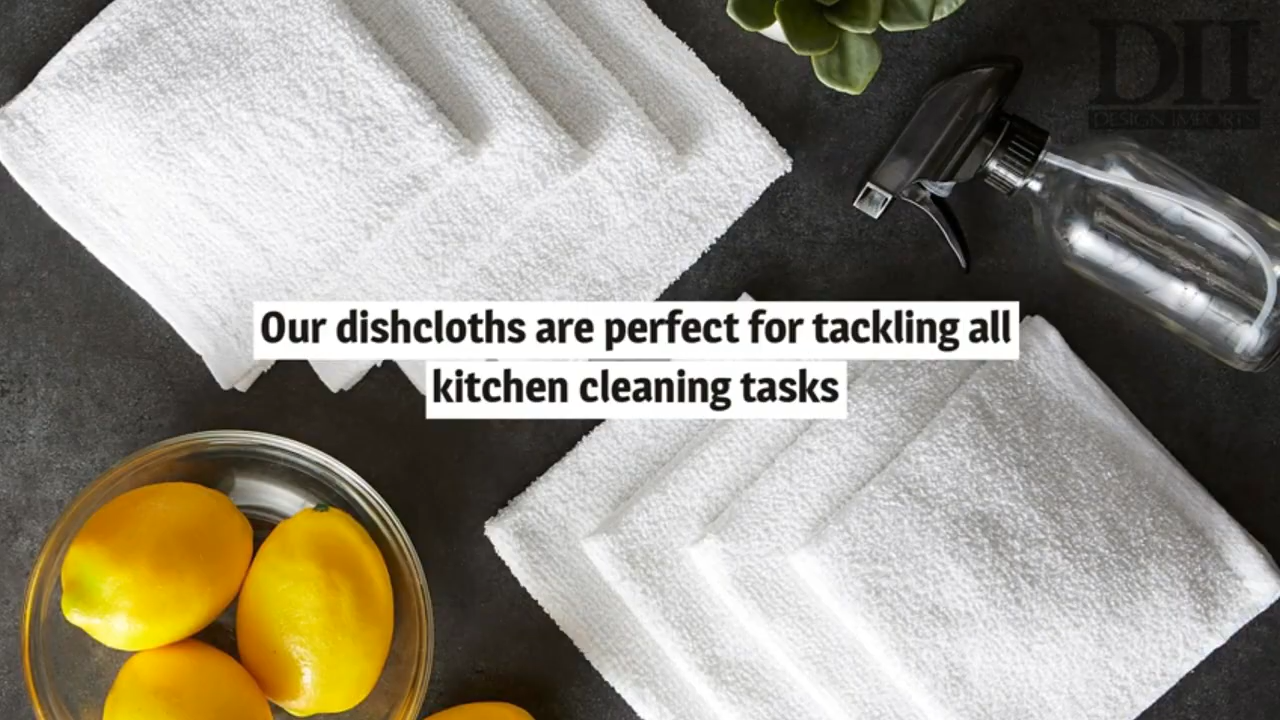 DII
DESIGN IMPORTS
Our dishcloths are perfect for tackling all
kitchen cleaning tasks